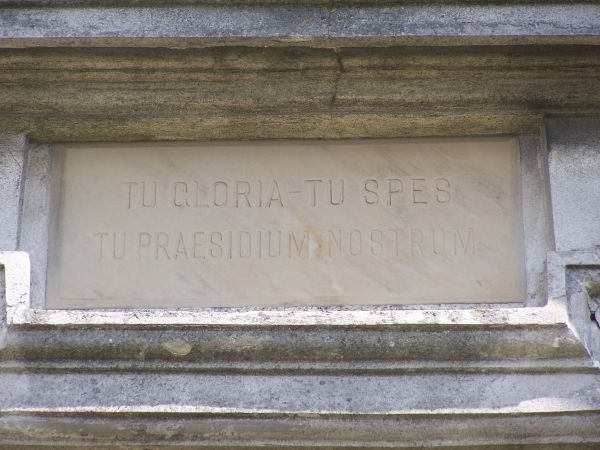 TU GLORIA-TU SPES
TU PRAESIDIUM NOSTRUM